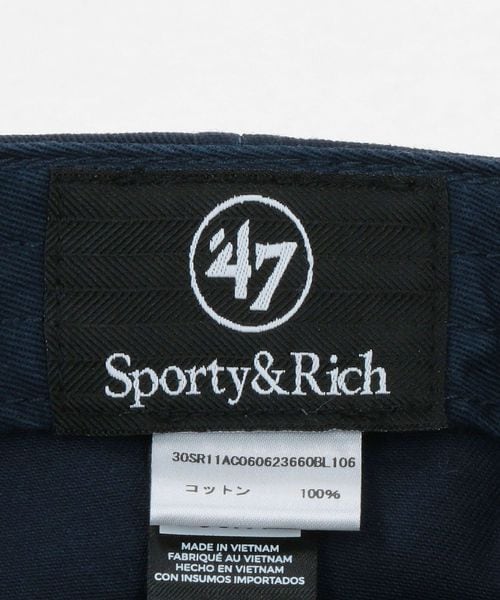 '47
Sporty&Rich
30SR11AC060623660BL106
コットン 100%
MADE IN VIETNAM
FABRIQUÉ AU VIETNAM
HECHO EN VIETNAM
CON INSUMOS IMPORTADOS